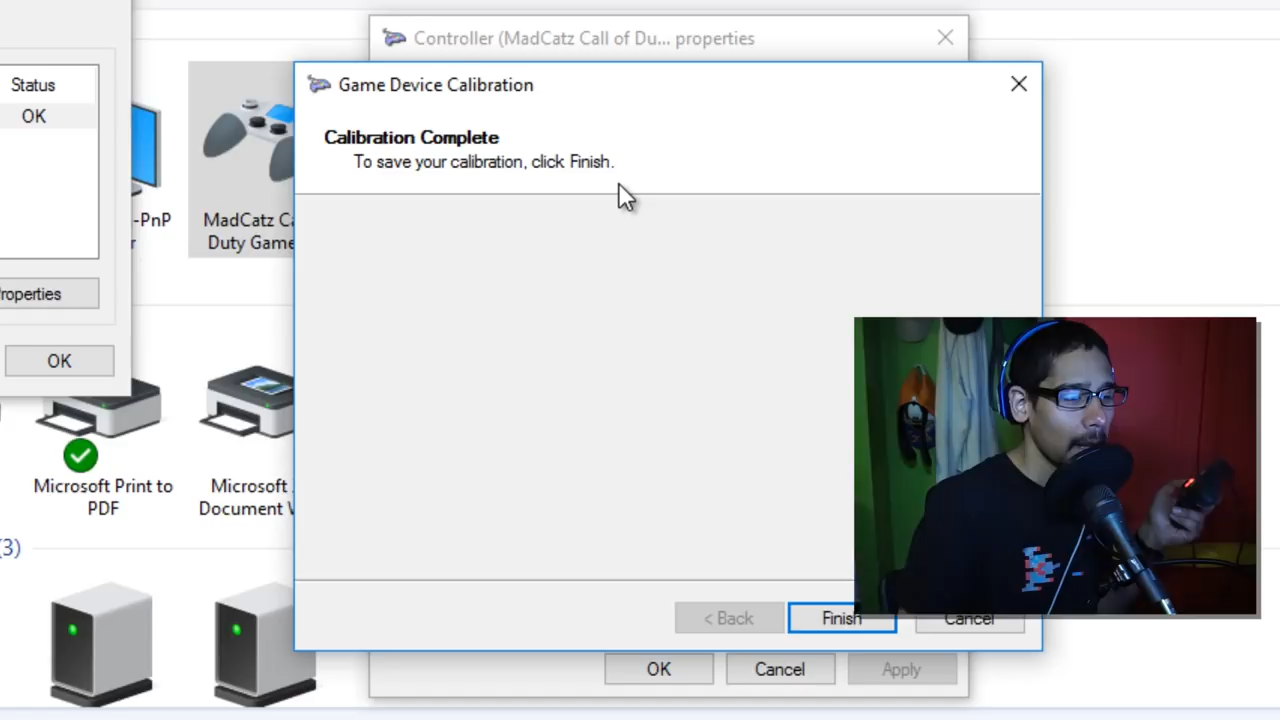 Controller (MadCatz Call of Du... properties
Game Device Calibration
Calibration Complete
To save your calibration, click Finish.
Status
OK
-PnP
MadCatz Ca
Duty Game
roperties
OK
Microsoft Print to
PDF
Microsoft
Document W
(3)
< Back
Finish
Cancel
OK
Cancel
Apply